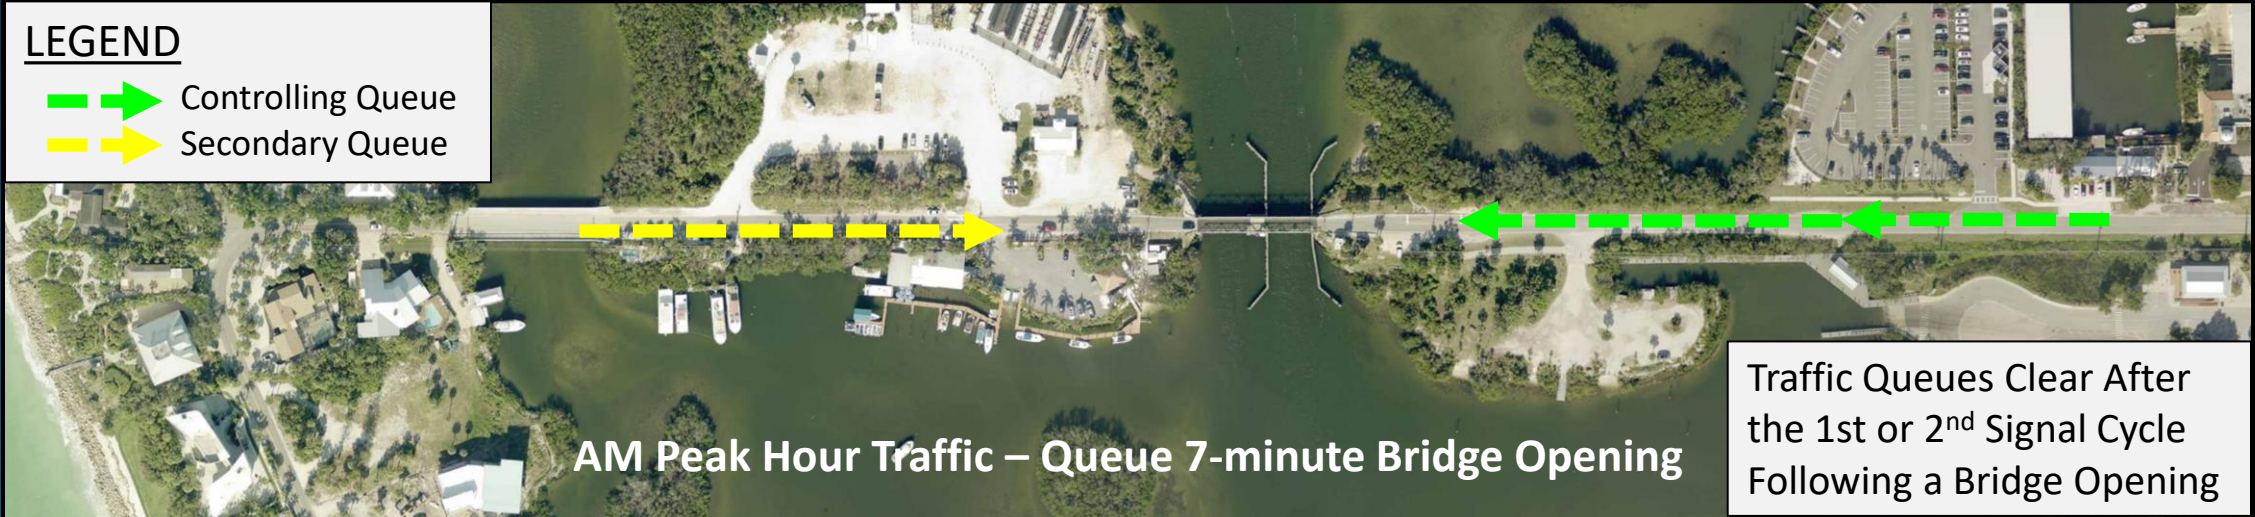 LEGEND
Controlling Queue
Secondary Queue
AM Peak Hour Traffic – Queue 7-minute Bridge Opening
Traffic Queues Clear After
the 1st or 2nd Signal Cycle
Following a Bridge Opening